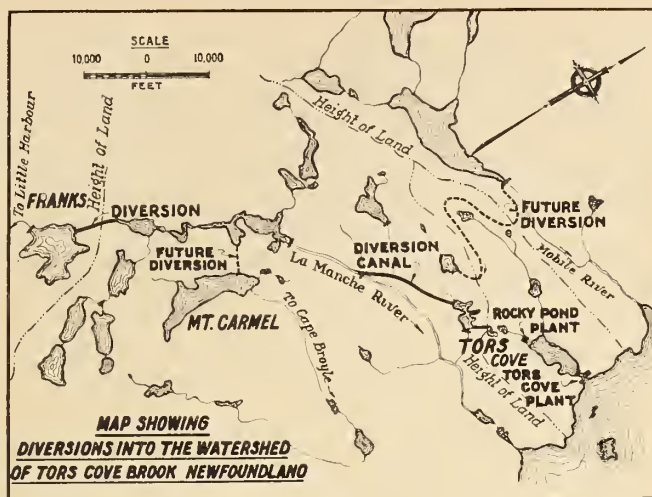 SCALE
10,000 0 10,000
FEET
Height of Land
To Little Harbour
Height of Land
FRANKS
DIVERSION
FUTURE
DIVERSION
FUTURE
DIVERSION
DIVERSION
CANAL
La Manche River
Mobile River
MT. CARMEL
To Cape Broyle
ROCKY POND
PLANT
TORS
COVE
TORS
COVE
PLANT
Height of Land
MAP SHOWING
DIVERSIONS INTO THE WATERSHED
OF TORS COVE BROOK NEWFOUNDLAND